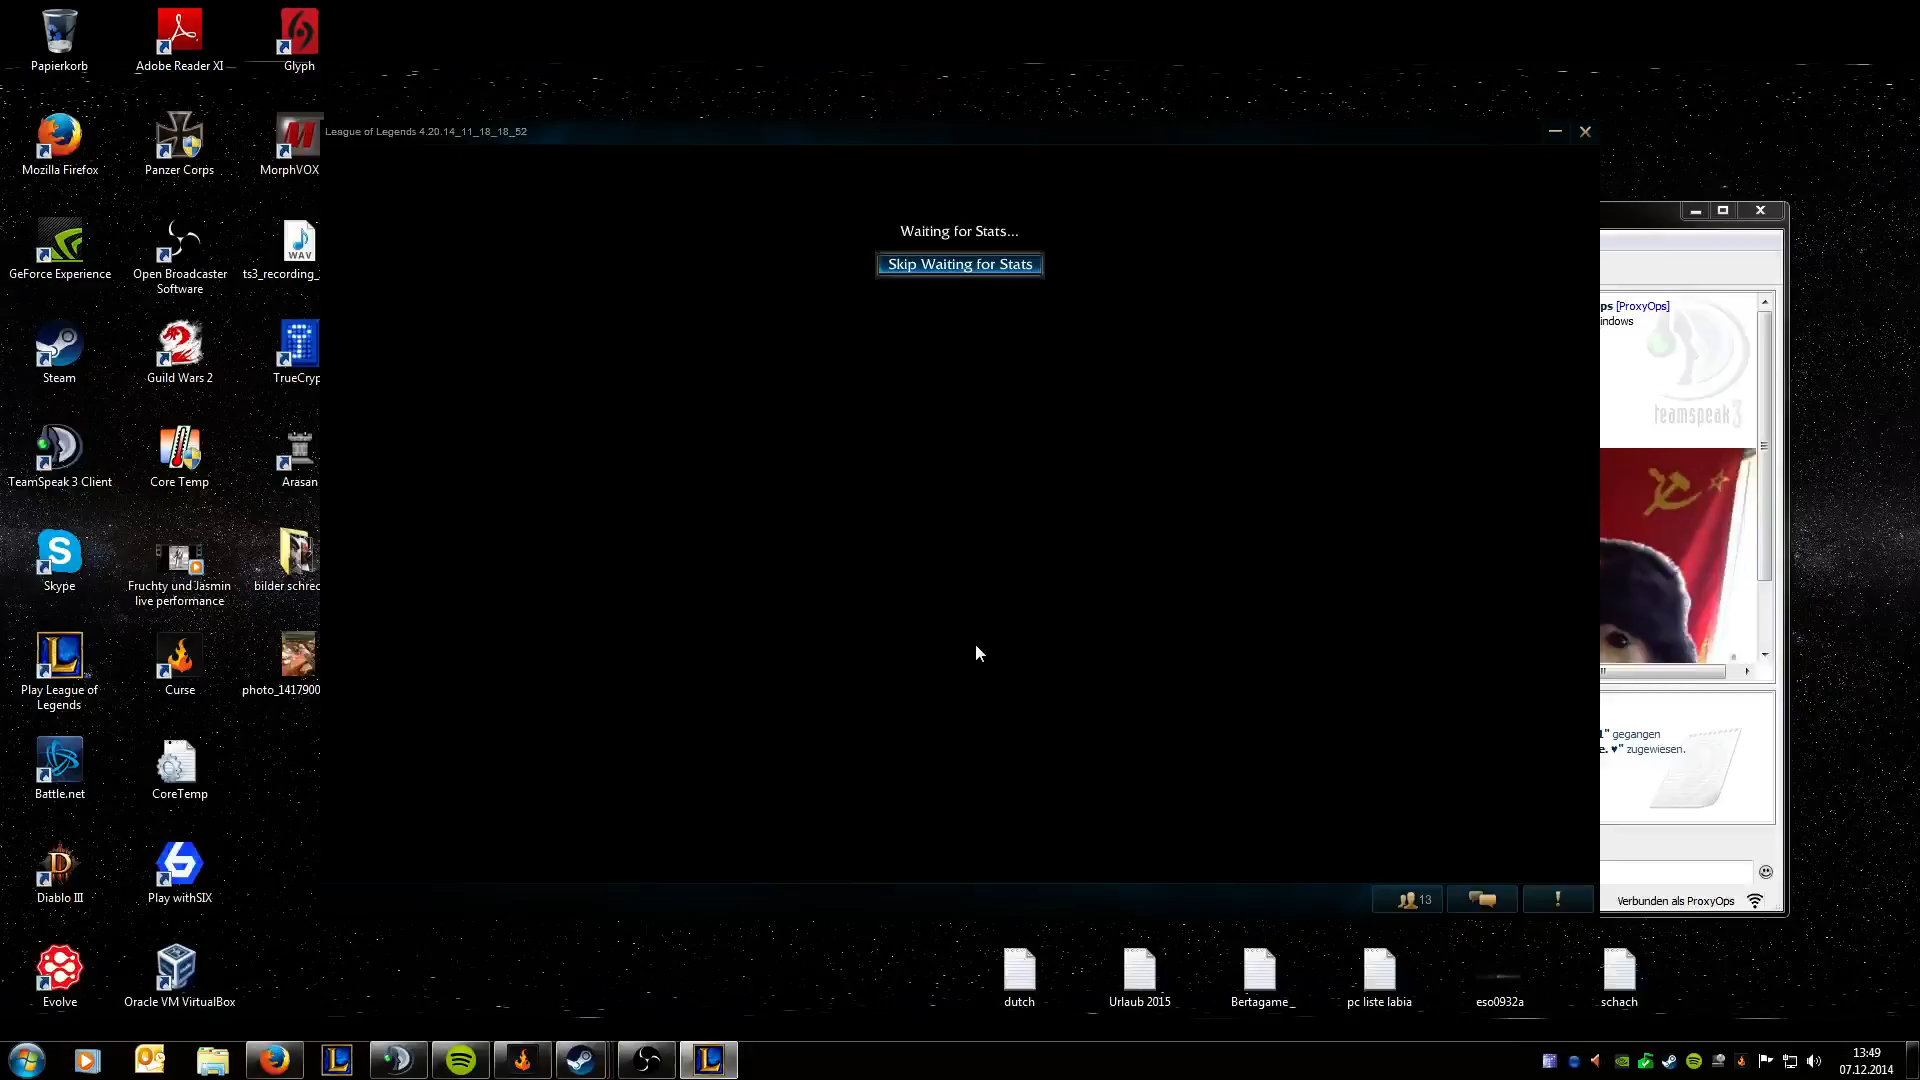 Papierkorb
Adobe Reader XI
Glyph
Mozilla Firefox
Panzer Corps
MorphVOX
GeForce Experience
Open Broadcaster
Software
WAV
ts3_recording_
Steam
Guild Wars 2
TrueCryp
TeamSpeak 3 Client
Core Temp
Arasan
Skype
Fruchty und Jasmin
live performance
bilder schrec
Play League of
Legends
Curse
photo_1417900
Battle.net
CoreTemp
Diablo III
Play withSIX
Evolve
Oracle VM VirtualBox
League of Legends 4.20.14_11_18_18_52
Waiting for Stats...
Skip Waiting for Stats
13
ps [ProxyOps]
indows
teamspeak3
1" gegangen
e. ♥" zugewiesen.
Verbunden als ProxyOps
dutch
Urlaub 2015
Bertagame_
pc liste labia
eso0932a
schach
13:49
07.12.2014